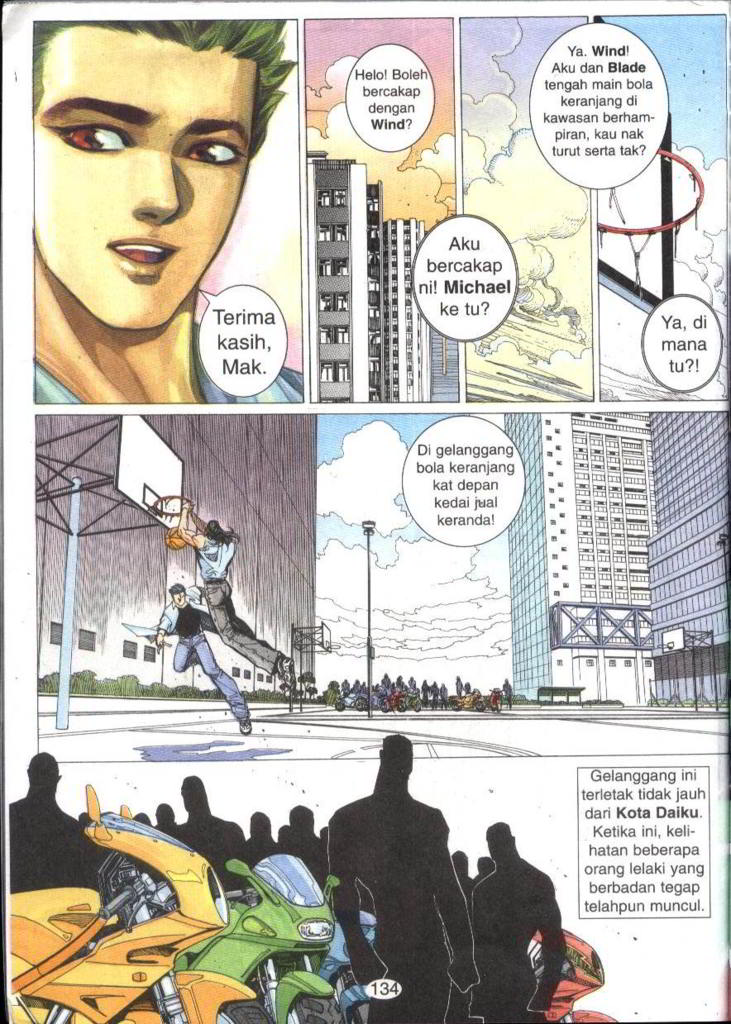 Terima
kasih,
Mak.
Helo! Boleh
bercakap
dengan
Wind?
Aku
bercakap
ni! Michael
ke tu?
Ya. Wind!
Aku dan Blade
tengah main bola
keranjang di
kawasan berham-
piran, kau nak
turut serta tak?
Ya, di
mana
tu?!
Di gelanggang
bola keranjang
kat depan
kedai jual
keranda!
Gelanggang ini
terletak tidak jauh
dari Kota Daiku.
Ketika ini, keli-
hatan beberapa
orang lelaki yang
berbadan tegap
telahpun muncul.
134